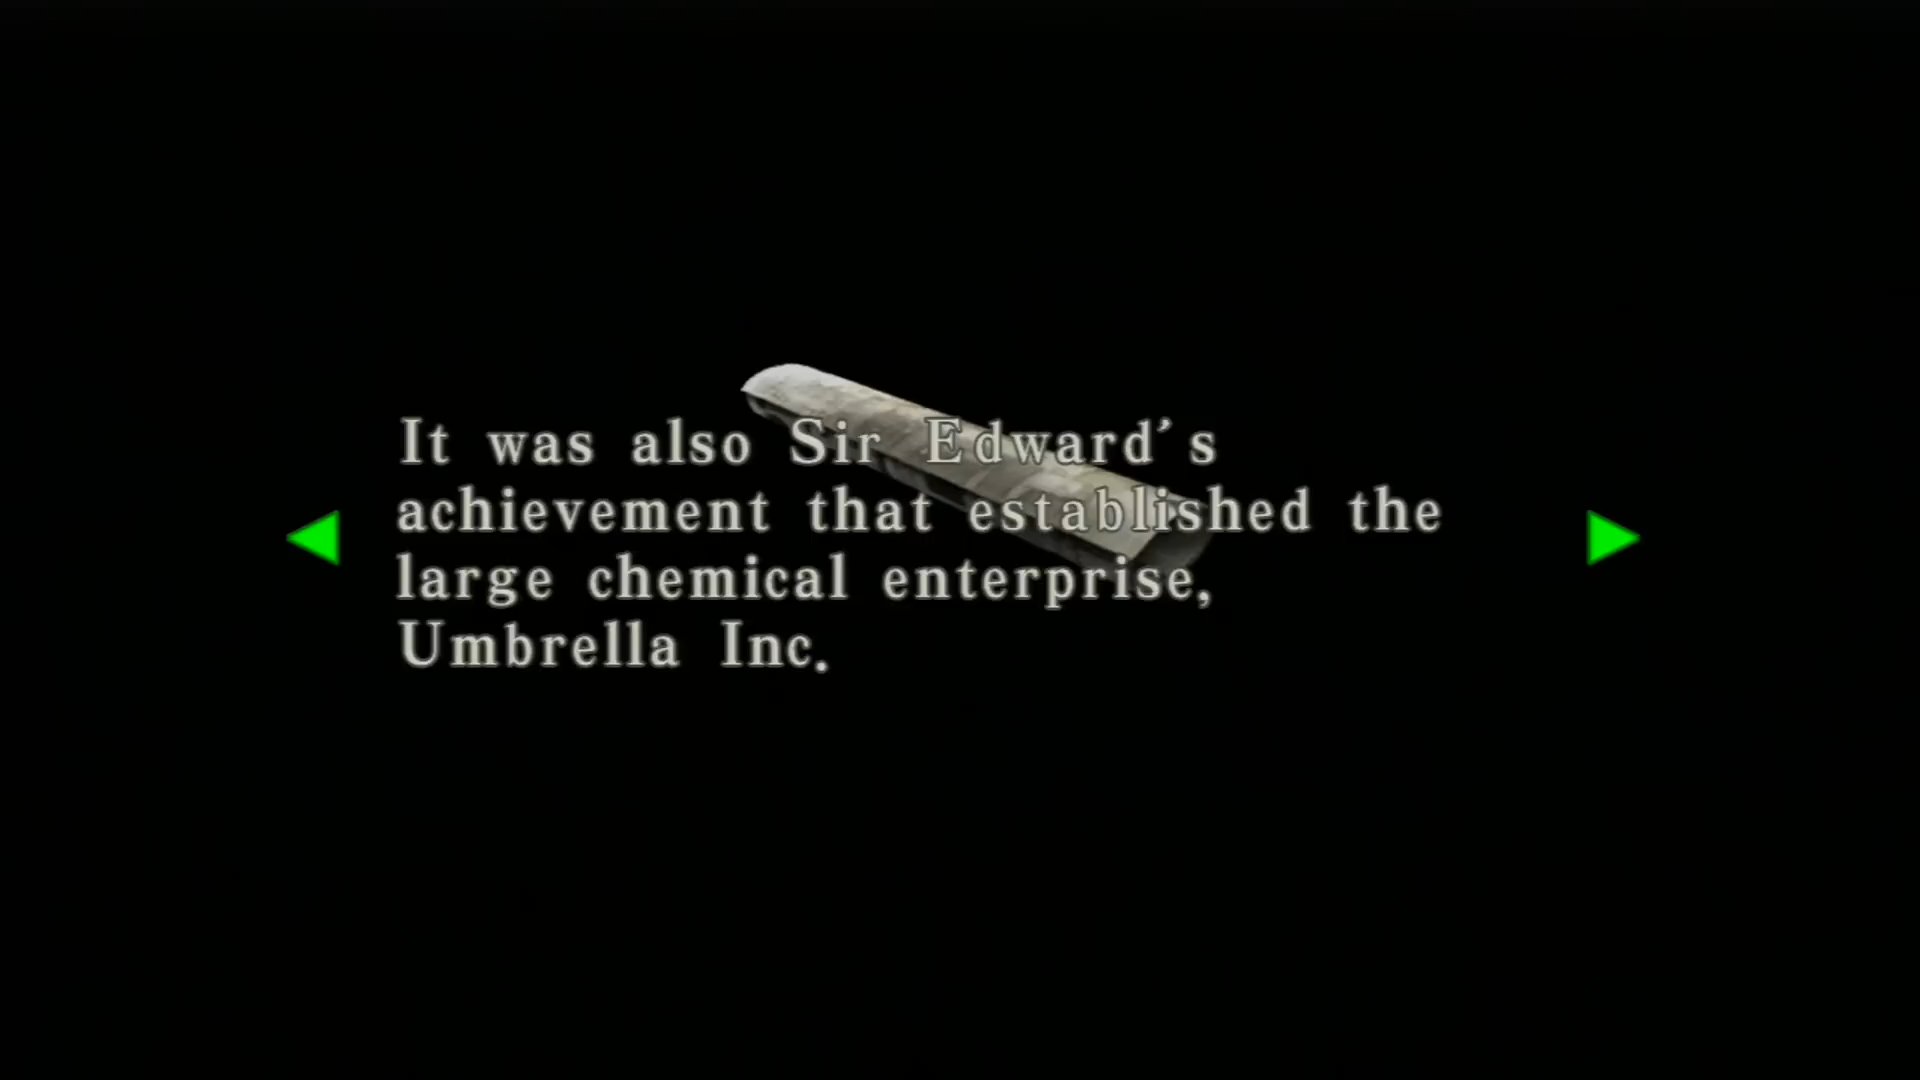 It was also Sir Edward's
achievement that established the
large chemical enterprise,
Umbrella Inc.